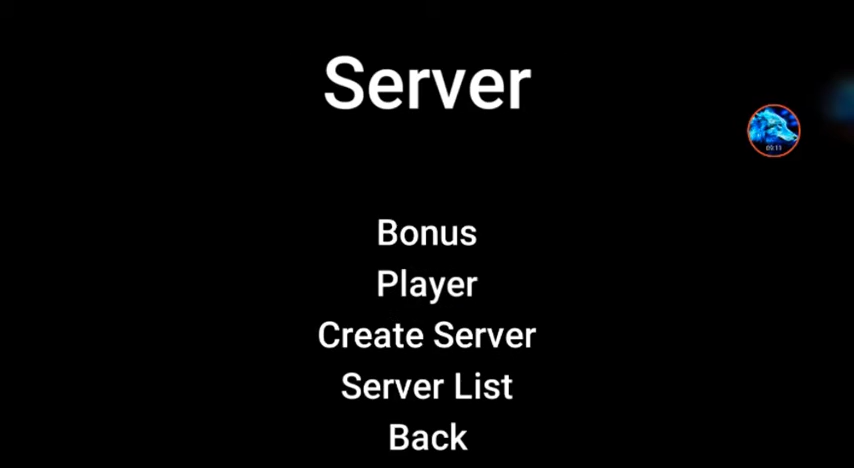 Server
Bonus
Player
Create Server
Server List
Back